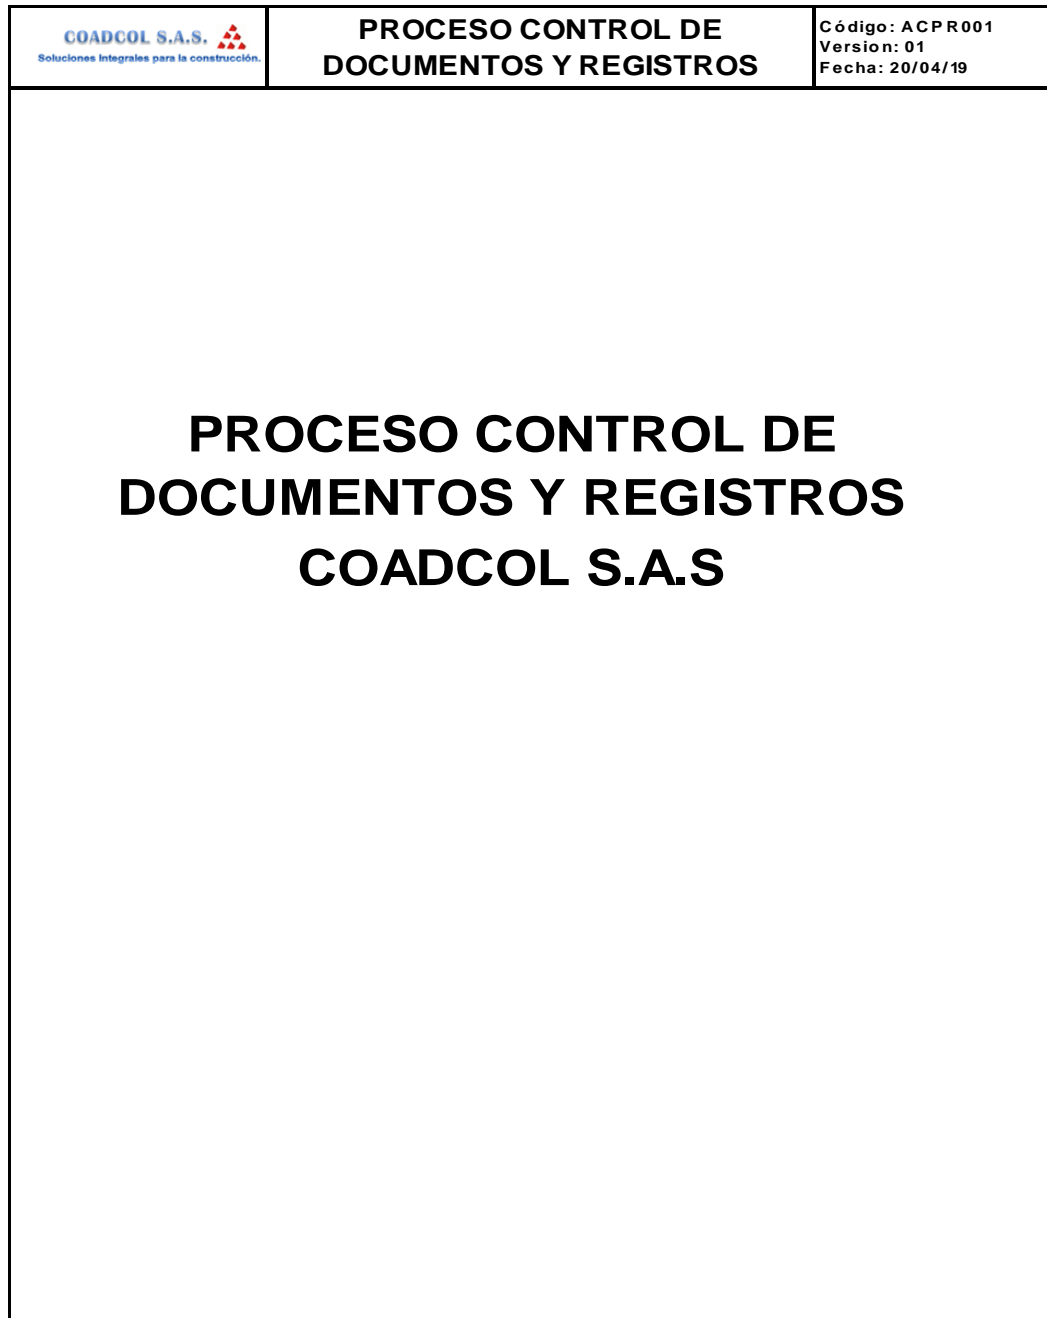 COADCOL S.A.S.
Soluciones Integrales para la construcción.
PROCESO CONTROL DE
DOCUMENTOS Y REGISTROS
Código: ACPR001
Version: 01
Fecha: 20/04/19
PROCESO CONTROL DE
DOCUMENTOS Y REGISTROS
COADCOL S.A.S